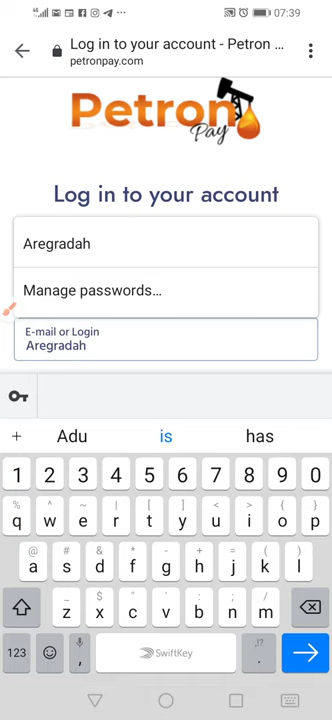 07:39
Log in to your account - Petron ...
petronpay.com
Petron
Pay
Log in to your account
Aregradah
Manage passwords...
E-mail or Login
Aregradah
+ Adu is has
1 2 3 4 5 6 7 8 9 0
% ^ ~ | [ ] < > { }
q w e r t y u i o p
@ # & * - + = ( )
a s d f g h j k l
_ $ " ' : ; /
z x c v b n m
123 , SwiftKey ,!? .